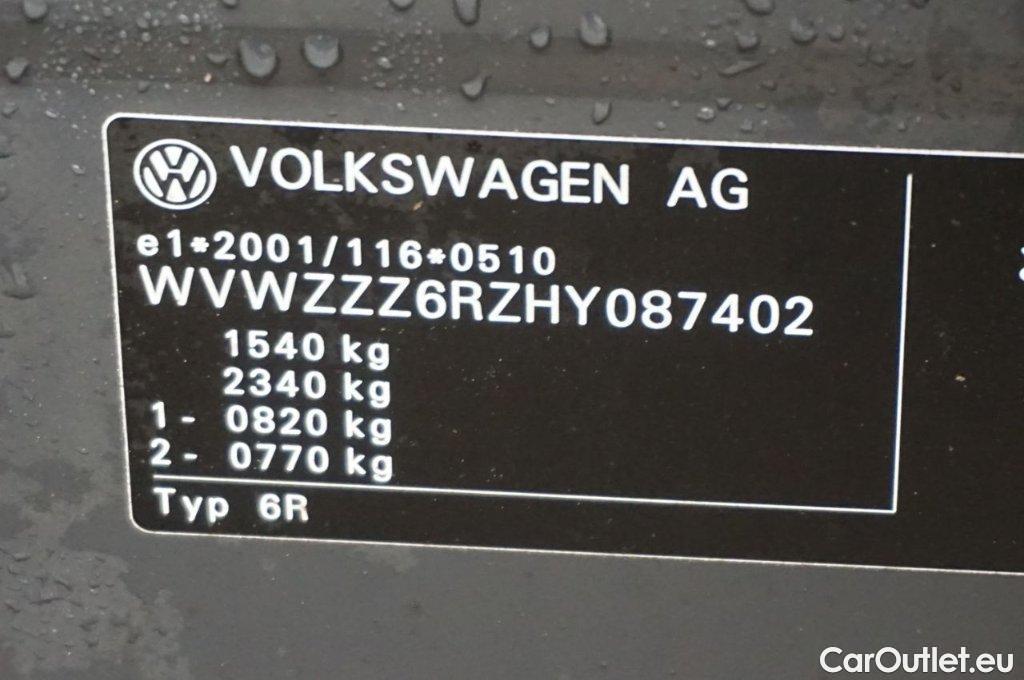 VOLKSWAGEN AG
e1*2001/116*0510
WVWZZZ6RZHY087402
1540 kg
2340 kg
1- 0820 kg
2- 0770 kg
Typ 6R
CarOutlet.eu